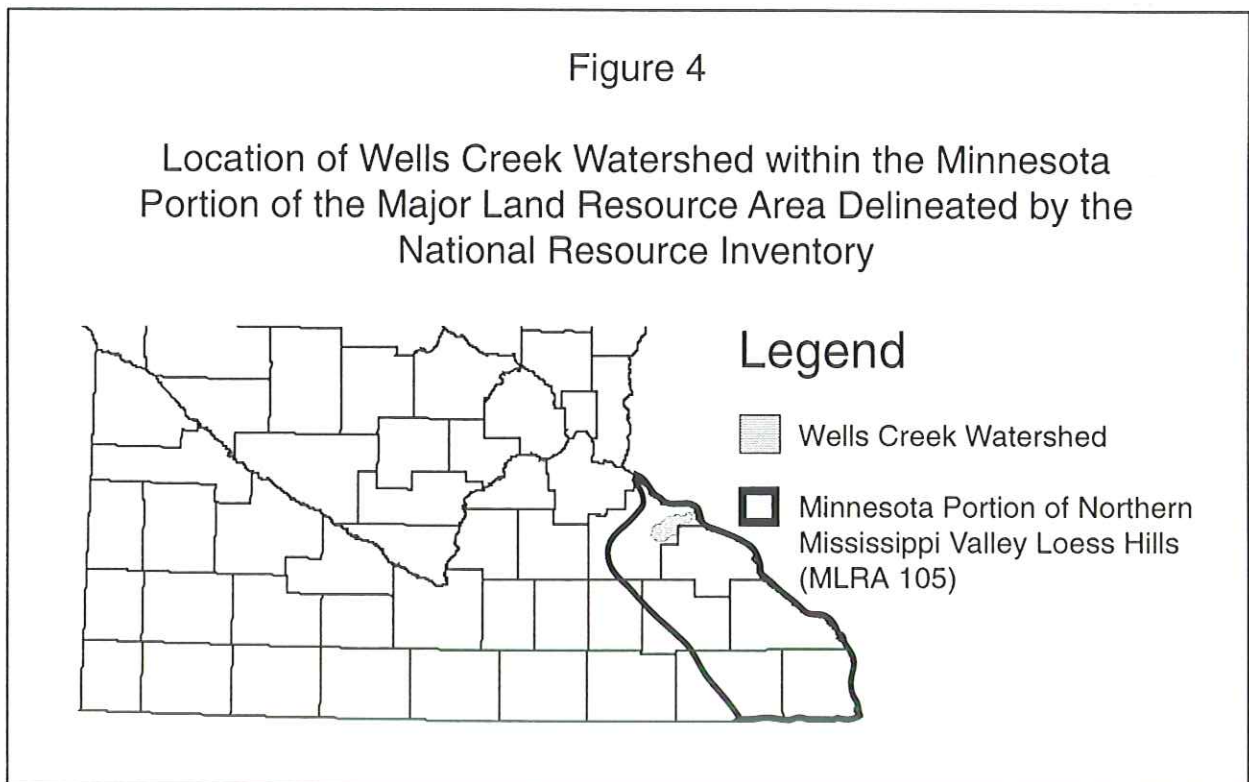 Figure 4
Location of Wells Creek Watershed within the Minnesota
Portion of the Major Land Resource Area Delineated by the
National Resource Inventory
Legend
Wells Creek Watershed
Minnesota Portion of Northern
Mississippi Valley Loess Hills
(MLRA 105)